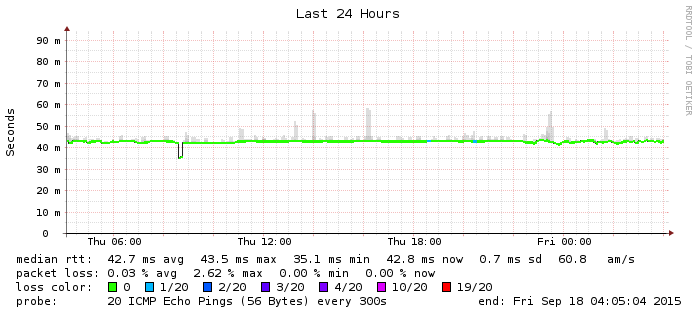 Last 24 Hours
RRDTOOL / TOBI OETIKER
Seconds
90 m
80 m
70 m
60 m
50 m
40 m
30 m
20 m
10 m
0
Thu 06:00 Thu 12:00 Thu 18:00 Fri 00:00
median rtt: 42.7 ms avg 43.5 ms max 35.1 ms min 42.8 ms now 0.7 ms sd 60.8 am/s
packet loss: 0.03 % avg 2.62 % max 0.00 % min 0.00 % now
loss color: 0 1/20 2/20 3/20 4/20 10/20 19/20
probe: 20 ICMP Echo Pings (56 Bytes) every 300s end: Fri Sep 18 04:05:04 2015